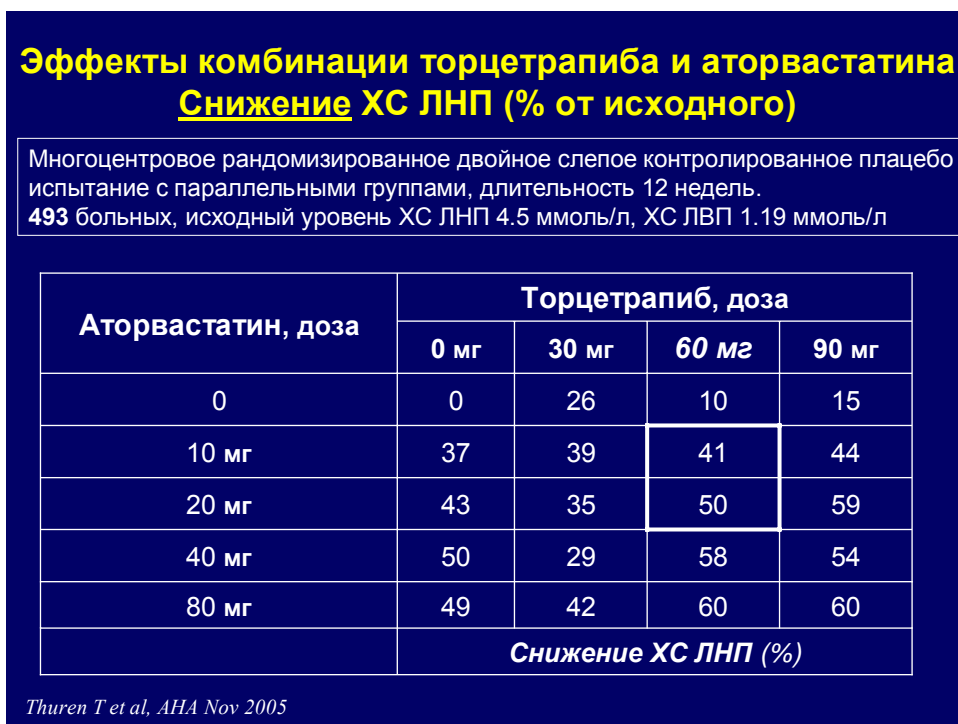 Эффекты комбинации торцетрапиба и аторвастатина
Снижение ХС ЛНП (% от исходного)
Многоцентровое рандомизированное двойное слепое контролированное плацебо
испытание с параллельными группами, длительность 12 недель.
493 больных, исходный уровень ХС ЛНП 4.5 ммоль/л, ХС ЛВП 1.19 ммоль/л
Аторвастатин, доза
Торцетрапиб, доза
0 мг 30 мг 60 мг 90 мг
0 0 26 10 15
10 мг 37 39 41 44
20 мг 43 35 50 59
40 мг 50 29 58 54
80 мг 49 42 60 60
Снижение ХС ЛНП (%)
Thuren T et al, AHA Nov 2005